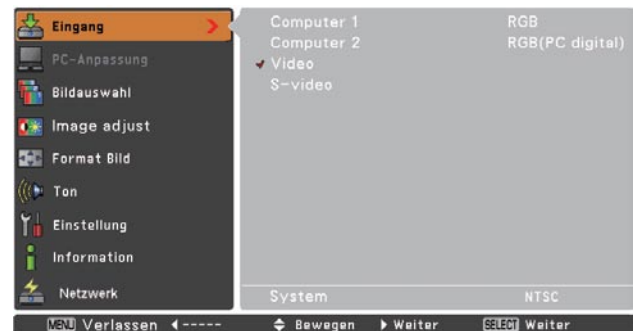 Eingang
PC-Anpassung
Bildauswahl
Image adjust
Format Bild
Ton
Einstellung
Information
Netzwerk
Computer 1 RGB
Computer 2 RGB(PC digital)
Video
S-video
System NTSC
MENU Verlassen ----- Bewegen Weiter SELECT Weiter